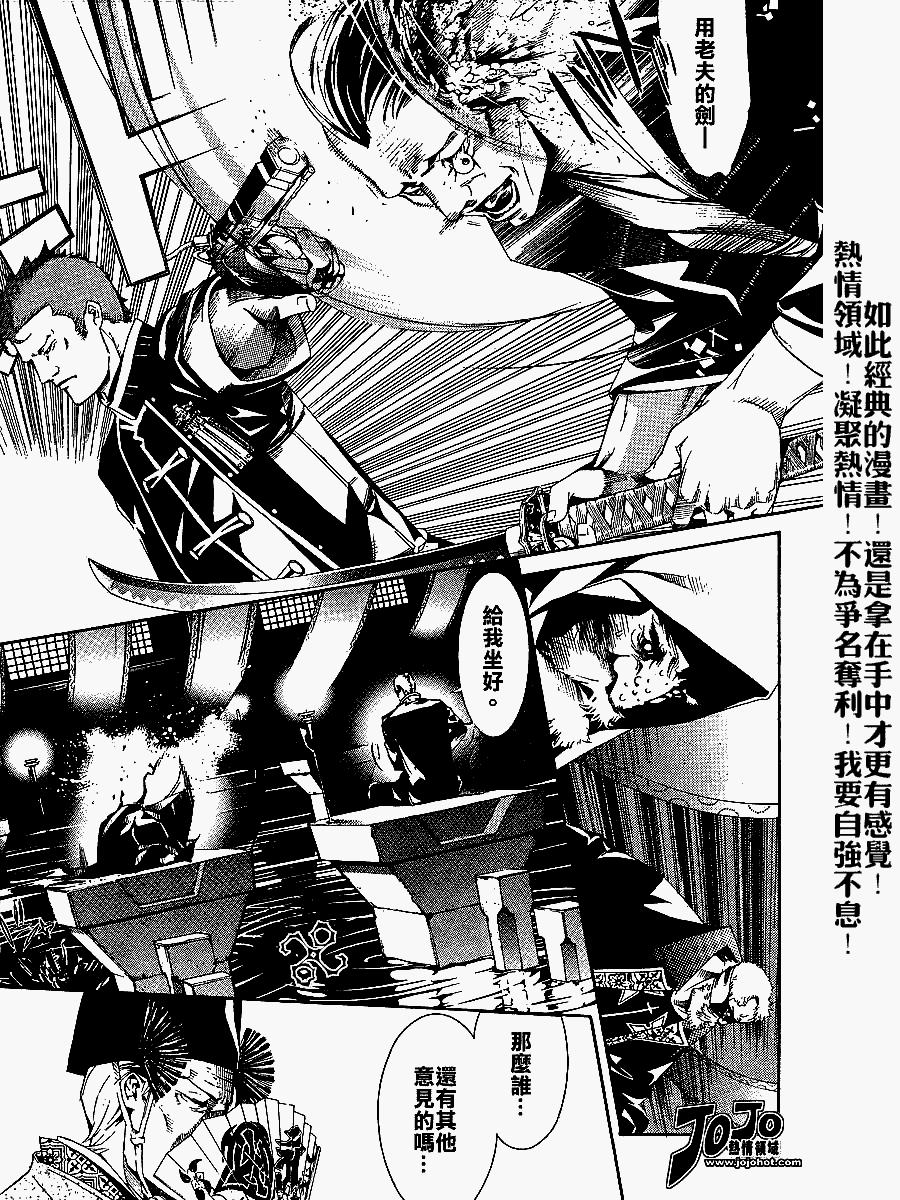 用老夫的劍—
給我坐好。
那麼誰…
還有其他
意見的嗎…
如此經典的漫畫！還是拿在手中才更有感覺！
熱情領域！凝聚熱情！不為爭名奪利！我要自強不息！
JOJO
熱情領域
www.jojohot.com